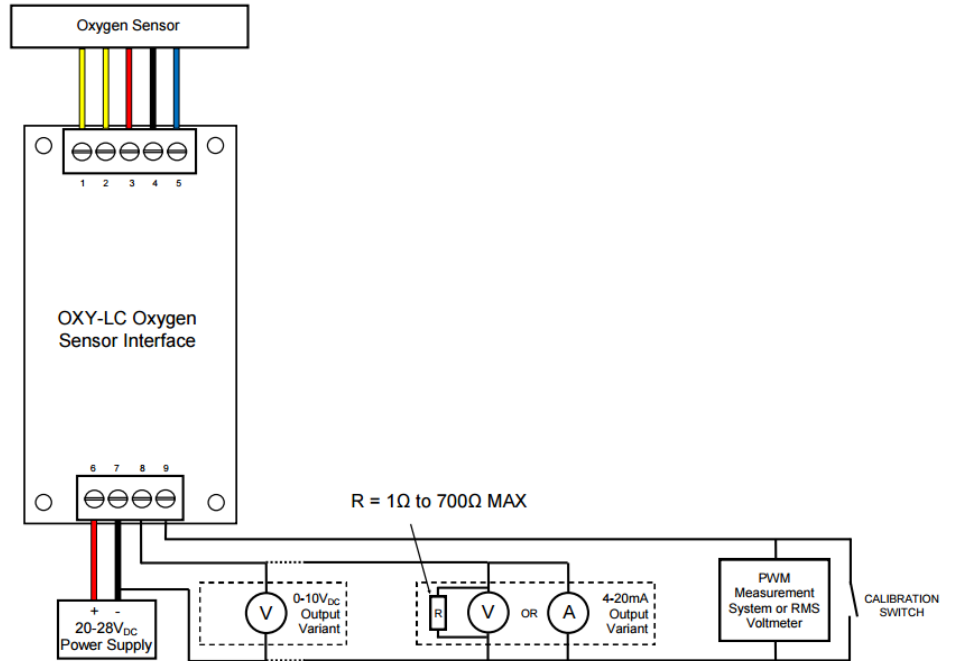 Oxygen Sensor
1 2 3 4 5
OXY-LC Oxygen
Sensor Interface
6 7 8 9
R = 1Ω to 700Ω MAX
+ -
20-28VDC
Power Supply
V
0-10VDC
Output
Variant
R
V
OR
A
4-20mA
Output
Variant
PWM
Measurement
System or RMS
Voltmeter
CALIBRATION
SWITCH